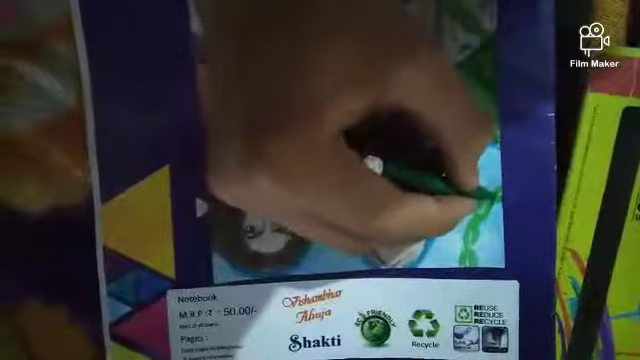 Film Maker
Notebook
M.R.P.: ₹ 50.00/-
Pages :
Vishambhar
Ahuja
Shakti
ECO FRIENDLY
Recycle
REUSE
REDUCE
RECYCLE